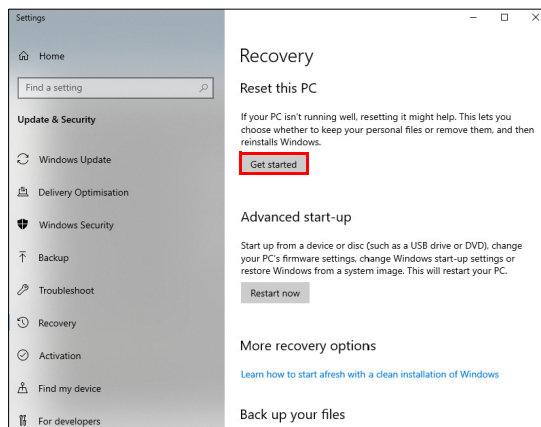 Settings
Home
Find a setting
Update & Security
Windows Update
Delivery Optimisation
Windows Security
Backup
Troubleshoot
Recovery
Activation
Find my device
For developers
Recovery
Reset this PC
If your PC isn't running well, resetting it might help. This lets you
choose whether to keep your personal files or remove them, and then
reinstalls Windows.
Get started
Advanced start-up
Start up from a device or disc (such as a USB drive or DVD), change
your PC's firmware settings, change Windows start-up settings or
restore Windows from a system image. This will restart your PC.
Restart now
More recovery options
Learn how to start afresh with a clean installation of Windows
Back up your files